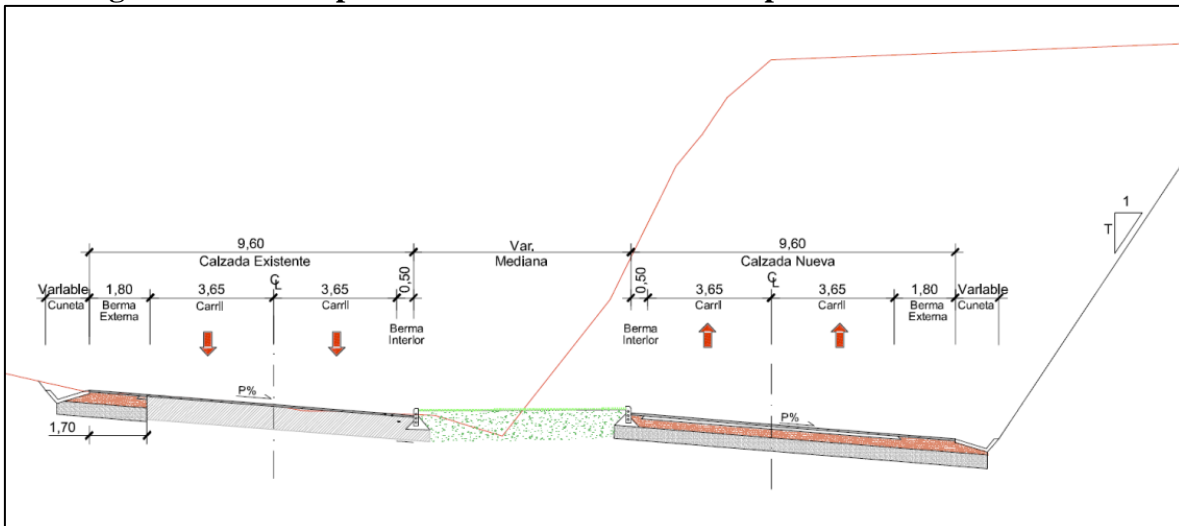 9,60
Calzada Existente
Var.
Mediana
9,60
Calzada Nueva
Variable
Cuneta
1,80
Berma
Externa
3,65
Carril
C
L
3,65
Carril
0,50
Berma
Interior
0,50
Berma
Interior
3,65
Carril
C
L
3,65
Carril
1,80
Berma
Externa
Variable
Cuneta
1
T
P%
P%
1,70